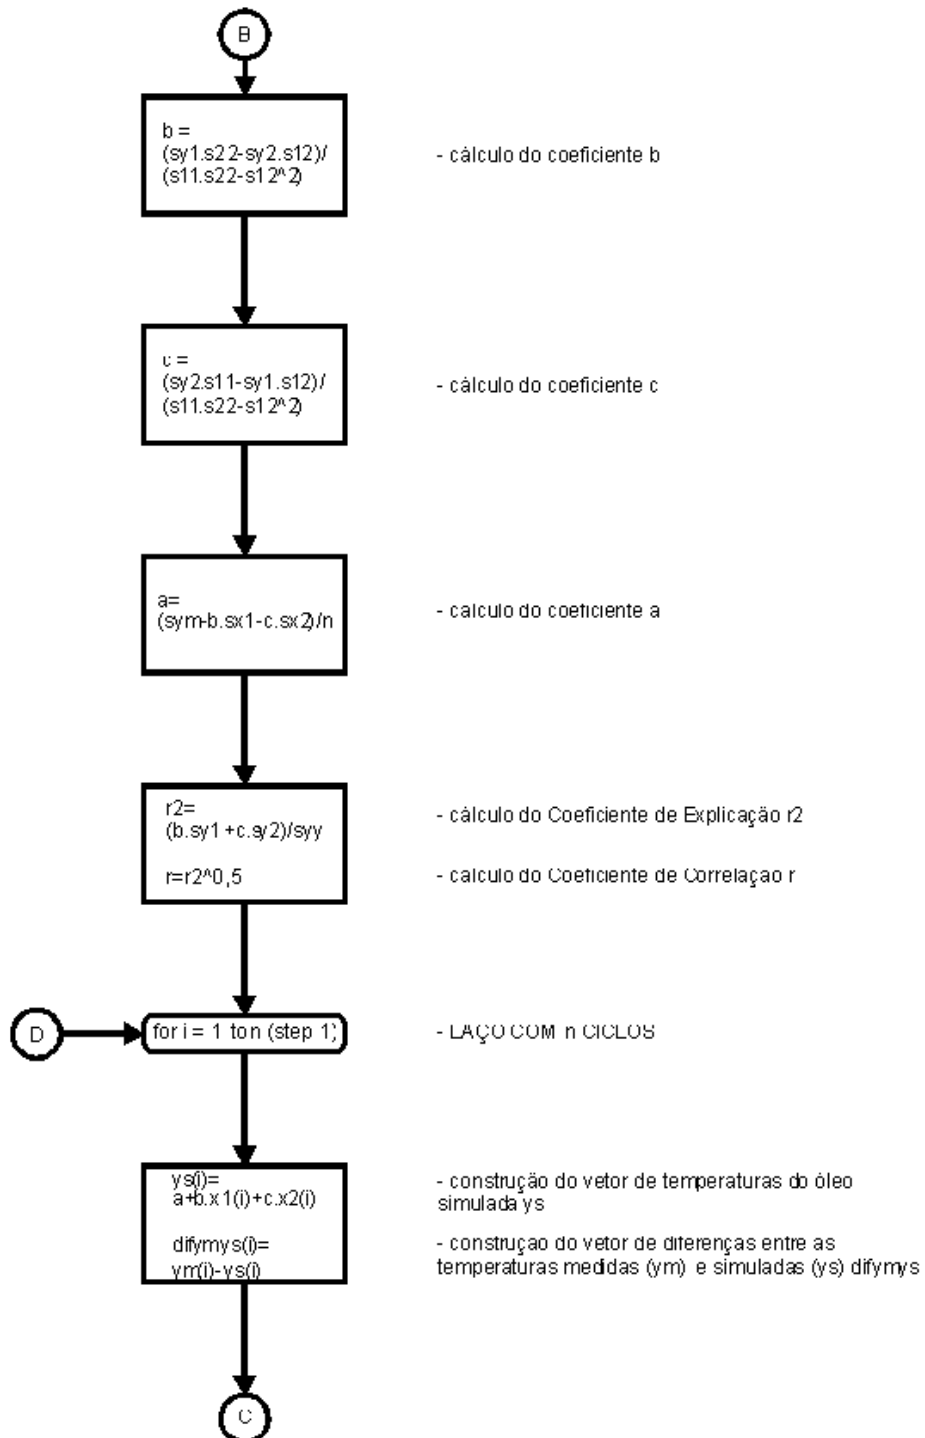 B
b =
(sy1.s22-sy2.s12)/
(s11.s22-s12^2)
- cálculo do coeficiente b
c =
(sy2.s11-sy1.s12)/
(s11.s22-s12^2)
- cálculo do coeficiente c
a=
(sym-b.sx1-c.sx2)/n
- calculo do coeficiente a
r2=
(b.sy1+c.sy2)/syy
- cálculo do Coeficiente de Explicação r2
r=r2^0,5
- calculo do Coeficiente de Correlaçao r
D
for i = 1 to n (step 1)
- LAÇO COM n CICLOS
ys(i)=
a+b.x1(i)+c.x2(i)
- construção do vetor de temperaturas do óleo
simulada ys
difymys(i)=
ym(i)-ys(i)
- construçao do vetor de diferenças entre as
temperaturas medidas (ym) e simuladas (ys) difymys
C